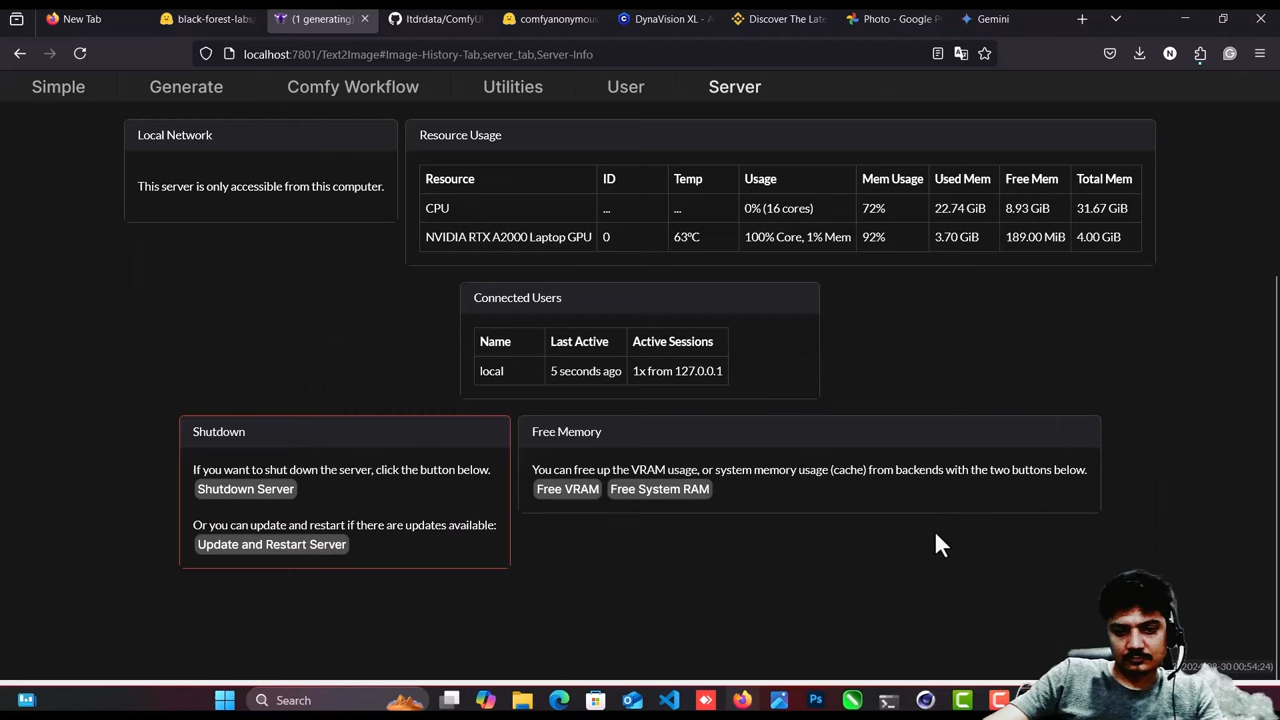 New Tab
black-forest-labs
(1 generating)
ltdrdata/ComfyU
comfyanonymous
DynaVision XL - A
Discover The Late
Photo - Google P
Gemini
localhost:7801/Text2Image#Image-History-Tab,server_tab,Server-Info
Simple
Generate
Comfy Workflow
Utilities
User
Server
Local Network
This server is only accessible from this computer.
Resource Usage
Resource ID Temp Usage Mem Usage Used Mem Free Mem Total Mem
CPU ... ... 0% (16 cores) 72% 22.74 GiB 8.93 GiB 31.67 GiB
NVIDIA RTX A2000 Laptop GPU 0 63°C 100% Core, 1% Mem 92% 3.70 GiB 189.00 MiB 4.00 GiB
Connected Users
Name Last Active Active Sessions
local 5 seconds ago 1x from 127.0.0.1
Shutdown
If you want to shut down the server, click the button below.
Shutdown Server
Or you can update and restart if there are updates available:
Update and Restart Server
Free Memory
You can free up the VRAM usage, or system memory usage (cache) from backends with the two buttons below.
Free VRAM Free System RAM
00:54:24)
Search